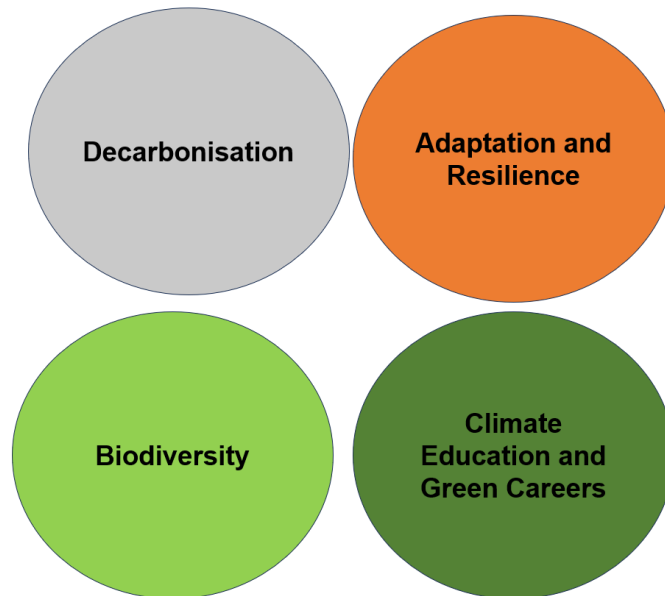 Decarbonisation
Adaptation and
Resilience
Biodiversity
Climate
Education and
Green Careers